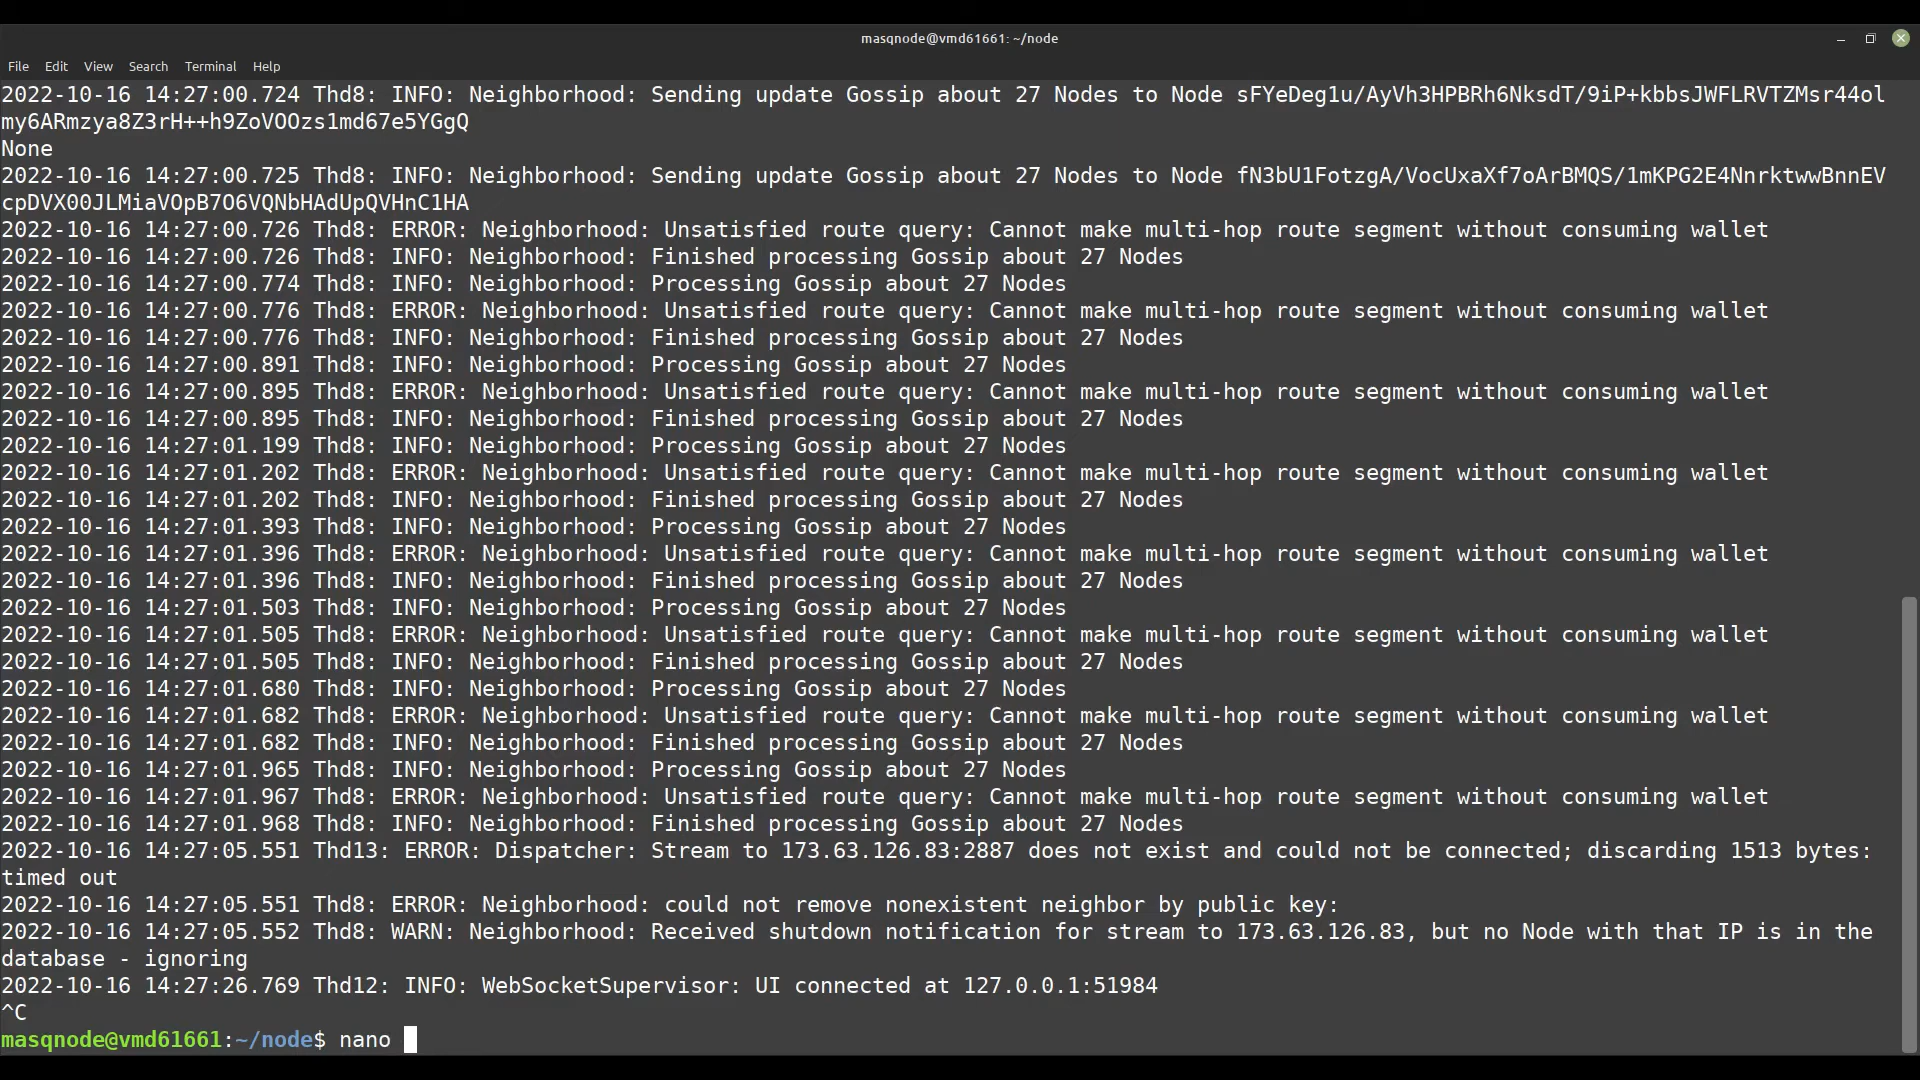 masqnode@vmd61661: ~/node
File Edit View Search Terminal Help
2022-10-16 14:27:00.724 Thd8: INFO: Neighborhood: Sending update Gossip about 27 Nodes to Node sFYeDeg1u/AyVh3HPBRh6NksdT/9iP+kbbsJWFLRVTZMsr44ol
my6ARmzya8Z3rH++h9ZoVOOzs1md67e5YGgQ
None
2022-10-16 14:27:00.725 Thd8: INFO: Neighborhood: Sending update Gossip about 27 Nodes to Node fN3bU1FotzgA/VocUxaXf7oArBMQS/1mKPG2E4NnrktwwBnnEV
cpDVX00JLMiaVOpB7O6VQNbHAdUpQVHnC1HA
2022-10-16 14:27:00.726 Thd8: ERROR: Neighborhood: Unsatisfied route query: Cannot make multi-hop route segment without consuming wallet
2022-10-16 14:27:00.726 Thd8: INFO: Neighborhood: Finished processing Gossip about 27 Nodes
2022-10-16 14:27:00.774 Thd8: INFO: Neighborhood: Processing Gossip about 27 Nodes
2022-10-16 14:27:00.776 Thd8: ERROR: Neighborhood: Unsatisfied route query: Cannot make multi-hop route segment without consuming wallet
2022-10-16 14:27:00.776 Thd8: INFO: Neighborhood: Finished processing Gossip about 27 Nodes
2022-10-16 14:27:00.891 Thd8: INFO: Neighborhood: Processing Gossip about 27 Nodes
2022-10-16 14:27:00.895 Thd8: ERROR: Neighborhood: Unsatisfied route query: Cannot make multi-hop route segment without consuming wallet
2022-10-16 14:27:00.895 Thd8: INFO: Neighborhood: Finished processing Gossip about 27 Nodes
2022-10-16 14:27:01.199 Thd8: INFO: Neighborhood: Processing Gossip about 27 Nodes
2022-10-16 14:27:01.202 Thd8: ERROR: Neighborhood: Unsatisfied route query: Cannot make multi-hop route segment without consuming wallet
2022-10-16 14:27:01.202 Thd8: INFO: Neighborhood: Finished processing Gossip about 27 Nodes
2022-10-16 14:27:01.393 Thd8: INFO: Neighborhood: Processing Gossip about 27 Nodes
2022-10-16 14:27:01.396 Thd8: ERROR: Neighborhood: Unsatisfied route query: Cannot make multi-hop route segment without consuming wallet
2022-10-16 14:27:01.396 Thd8: INFO: Neighborhood: Finished processing Gossip about 27 Nodes
2022-10-16 14:27:01.503 Thd8: INFO: Neighborhood: Processing Gossip about 27 Nodes
2022-10-16 14:27:01.505 Thd8: ERROR: Neighborhood: Unsatisfied route query: Cannot make multi-hop route segment without consuming wallet
2022-10-16 14:27:01.505 Thd8: INFO: Neighborhood: Finished processing Gossip about 27 Nodes
2022-10-16 14:27:01.680 Thd8: INFO: Neighborhood: Processing Gossip about 27 Nodes
2022-10-16 14:27:01.682 Thd8: ERROR: Neighborhood: Unsatisfied route query: Cannot make multi-hop route segment without consuming wallet
2022-10-16 14:27:01.682 Thd8: INFO: Neighborhood: Finished processing Gossip about 27 Nodes
2022-10-16 14:27:01.965 Thd8: INFO: Neighborhood: Processing Gossip about 27 Nodes
2022-10-16 14:27:01.967 Thd8: ERROR: Neighborhood: Unsatisfied route query: Cannot make multi-hop route segment without consuming wallet
2022-10-16 14:27:01.968 Thd8: INFO: Neighborhood: Finished processing Gossip about 27 Nodes
2022-10-16 14:27:05.551 Thd13: ERROR: Dispatcher: Stream to 173.63.126.83:2887 does not exist and could not be connected; discarding 1513 bytes:
timed out
2022-10-16 14:27:05.551 Thd8: ERROR: Neighborhood: could not remove nonexistent neighbor by public key:
2022-10-16 14:27:05.552 Thd8: WARN: Neighborhood: Received shutdown notification for stream to 173.63.126.83, but no Node with that IP is in the
database - ignoring
2022-10-16 14:27:26.769 Thd12: INFO: WebSocketSupervisor: UI connected at 127.0.0.1:51984
^C
masqnode@vmd61661:~/node$ nano